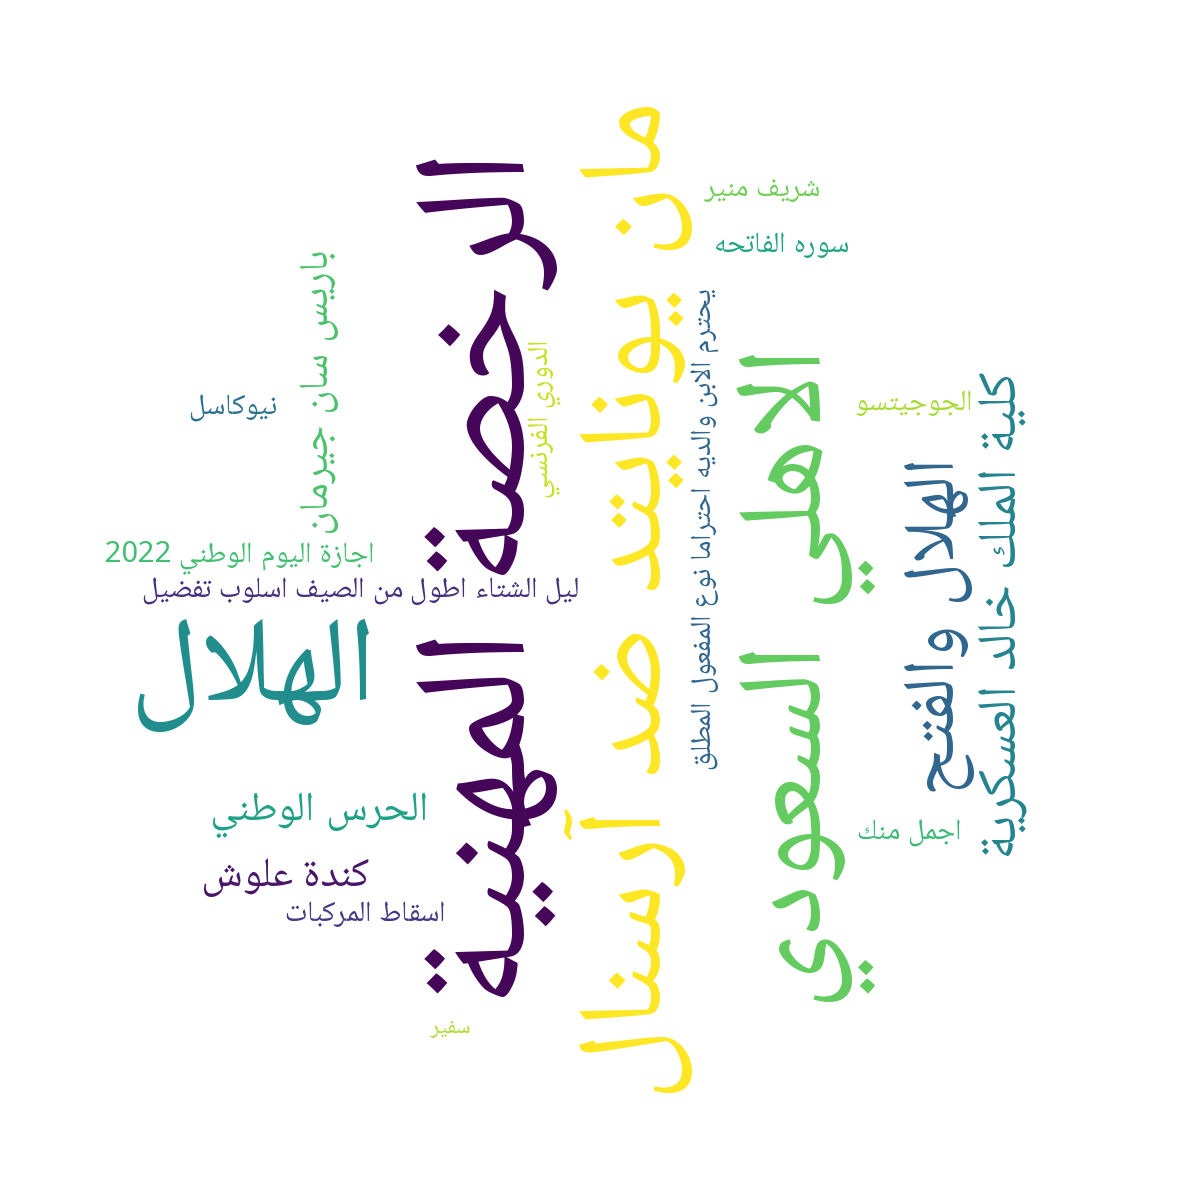 الرخصة المهنية
مان يونايتد ضد آرسنال
الاهلي السعودي
الهلال
الهلال والفتح
كلية الملك خالد العسكرية
باريس سان جيرمان
الحرس الوطني
كندة علوش
شريف منير
سوره الفاتحه
يحترم الابن والديه احتراما نوع المفعول المطلق
الدوري الفرنسي
نيوكاسل
الجوجيتسو
اجازة اليوم الوطني 2022
ليل الشتاء اطول من الصيف اسلوب تفضيل
اجمل منك
اسقاط المركبات
سفير